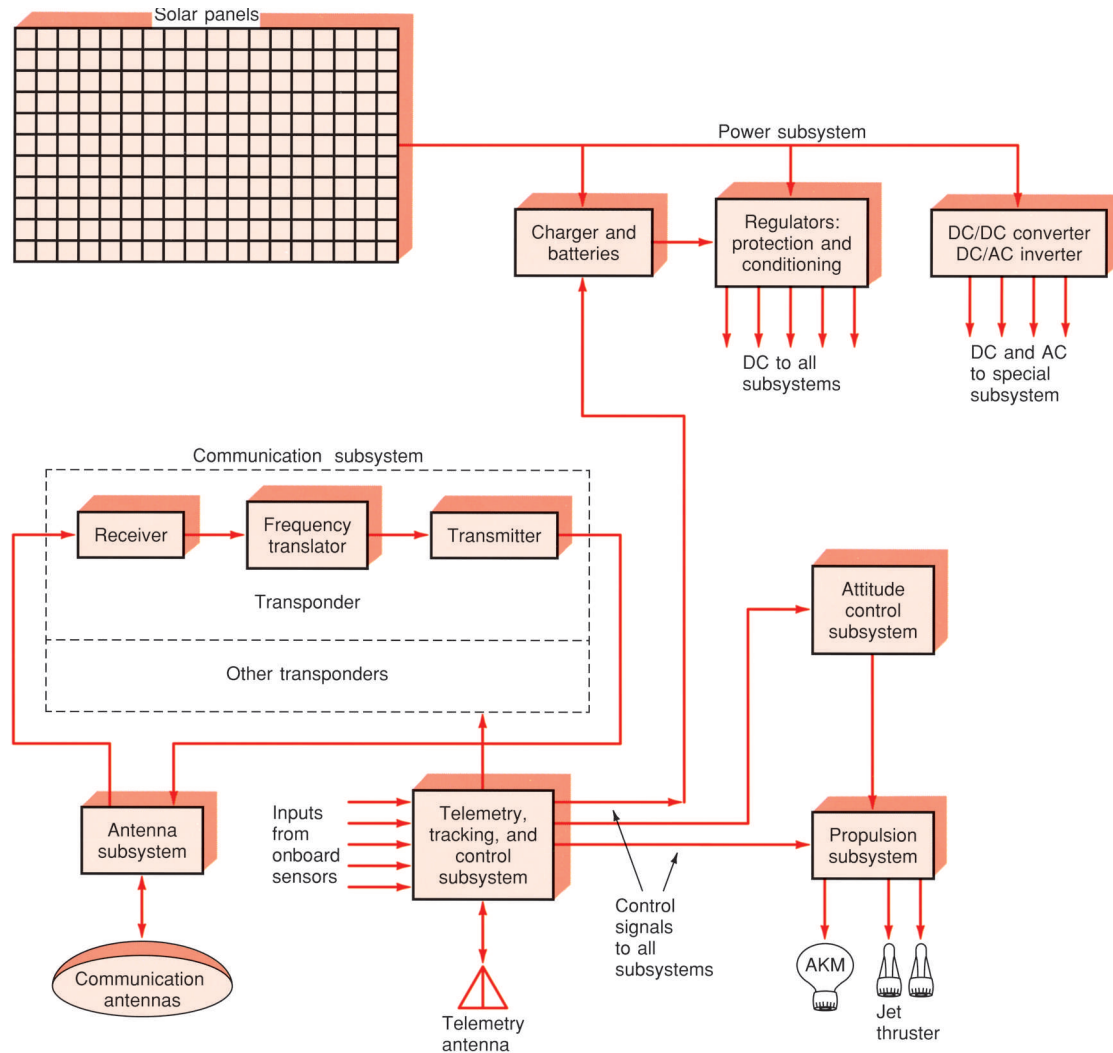 Solar panels
Power subsystem
Charger and
batteries
Regulators:
protection and
conditioning
DC/DC converter
DC/AC inverter
DC to all
subsystems
DC and AC
to special
subsystem
Communication subsystem
Receiver
Frequency
translator
Transmitter
Transponder
Other transponders
Attitude
control
subsystem
Antenna
subsystem
Inputs
from
onboard
sensors
Telemetry,
tracking, and
control
subsystem
Propulsion
subsystem
Control
signals
to all
subsystems
Communication
antennas
Telemetry
antenna
AKM
Jet
thruster